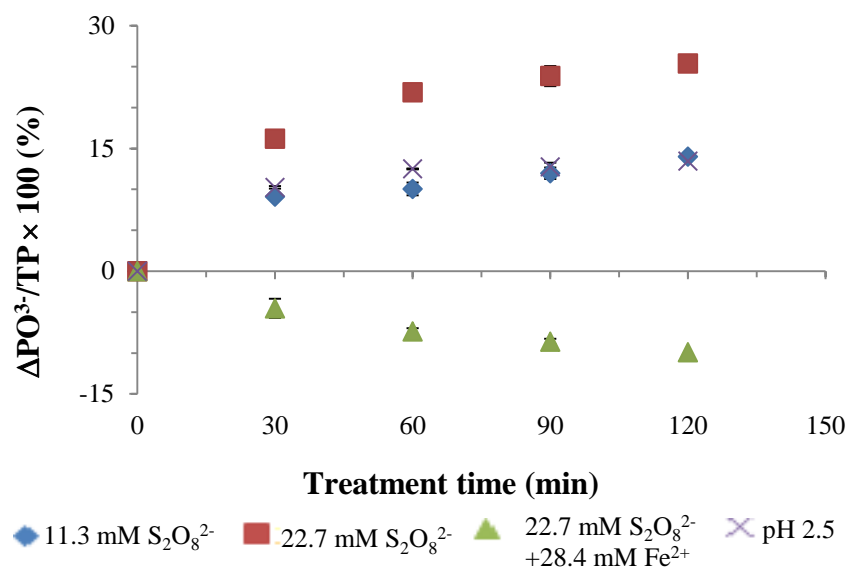 30
15
0
-15
ΔPO³⁻/TP × 100 (%)
0 30 60 90 120 150
Treatment time (min)
11.3 mM S₂O₈²⁻ 22.7 mM S₂O₈²⁻ 22.7 mM S₂O₈²⁻ pH 2.5
+28.4 mM Fe²⁺